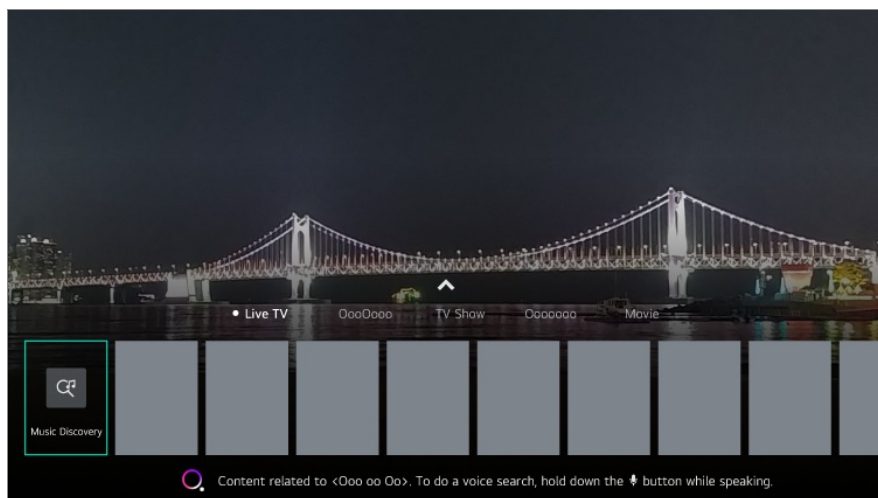 Live TV OooOooo TV Show Ooooooo Movie
Music Discovery
Content related to <Ooo oo Oo>. To do a voice search, hold down the button while speaking.